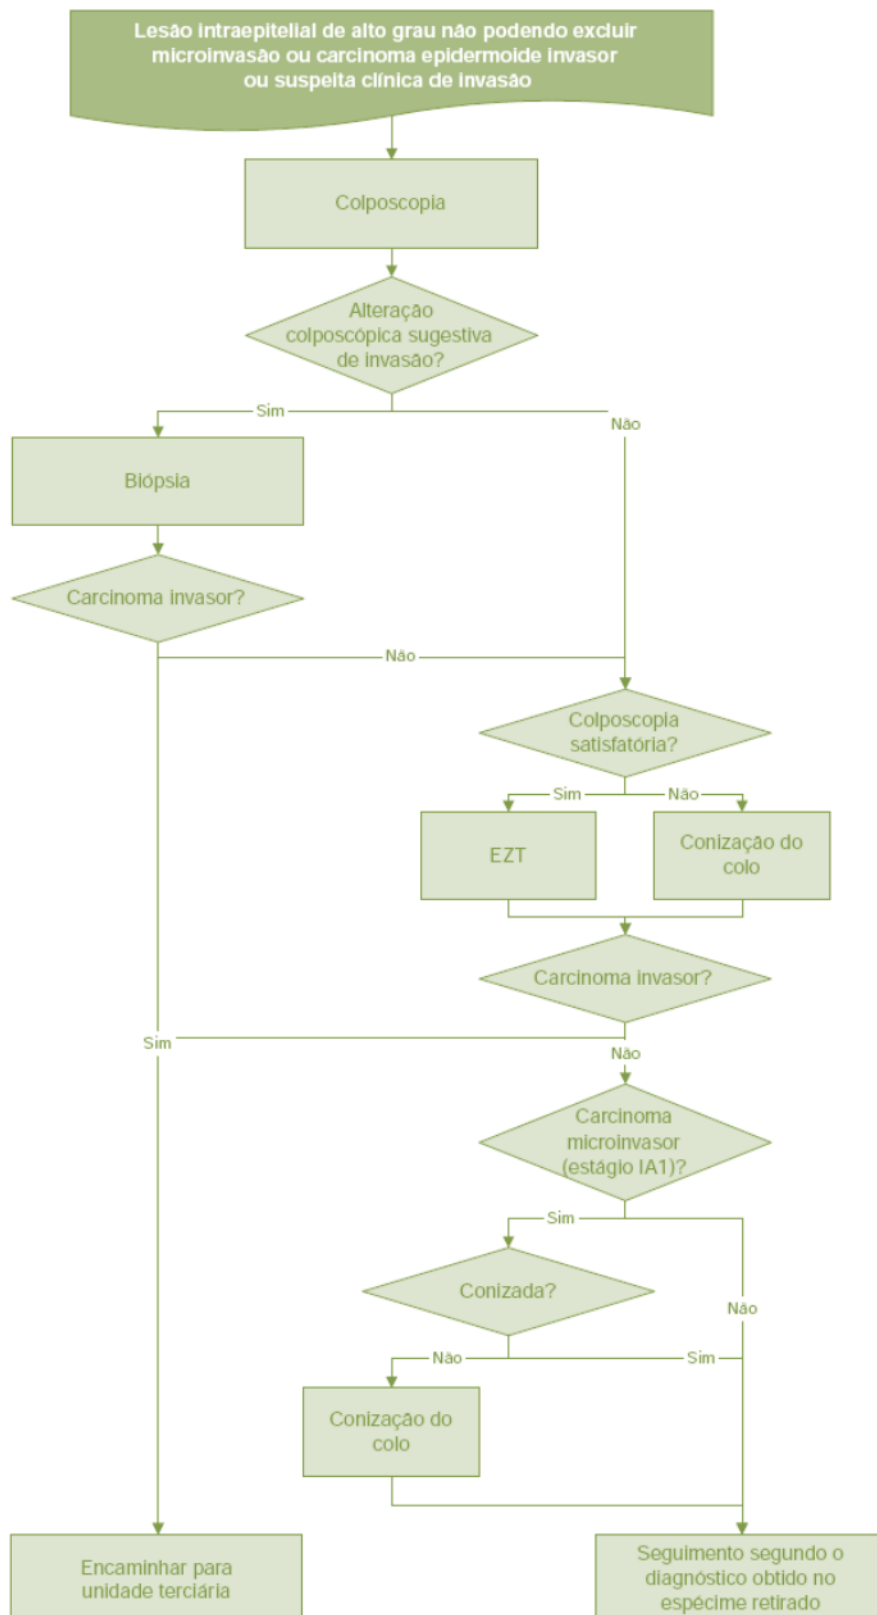 Lesão intraepitelial de alto grau não podendo excluir
microinvasão ou carcinoma epidermoide invasor
ou suspeita clínica de invasão
Colposcopia
Alteração
colposcópica sugestiva
de invasão?
Sim
Não
Biópsia
Carcinoma invasor?
Não
Colposcopia
satisfatória?
Sim
Não
EZT
Conização do
colo
Carcinoma invasor?
Sim
Não
Carcinoma
microinvasor
(estágio IA1)?
Sim
Conizada?
Não
Não
Sim
Conização do
colo
Encaminhar para
unidade terciária
Seguimento segundo o
diagnóstico obtido no
espécime retirado